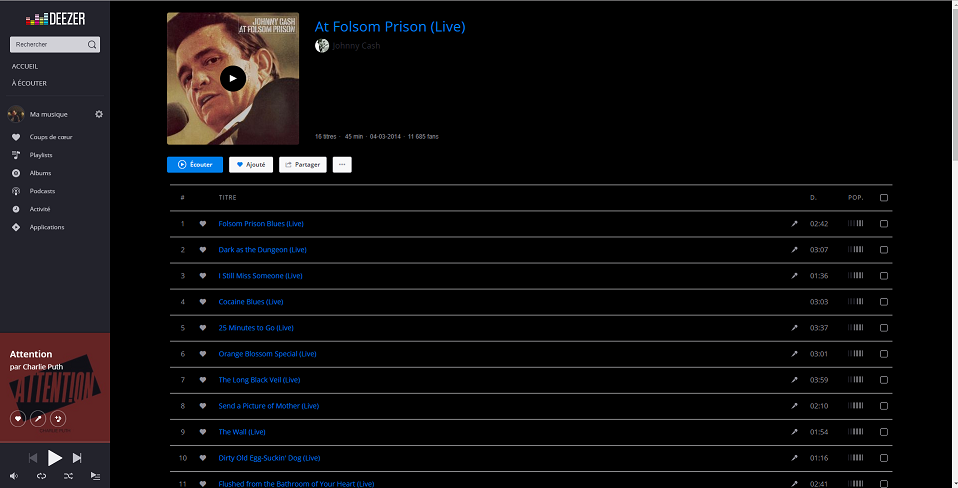 DEEZER
Rechercher
ACCUEIL
À ÉCOUTER
Ma musique
Coups de cœur
Playlists
Albums
Podcasts
Activité
Applications
Attention
par Charlie Puth
ATTENTION
JOHNNY CASH
AT FOLSOM PRISON
At Folsom Prison (Live)
Johnny Cash
16 titres - 45 min - 04-03-2014 - 11 685 fans
Écouter Ajouté Partager ...
# TITRE D. POP.
1 Folsom Prison Blues (Live) 02:42
2 Dark as the Dungeon (Live) 03:07
3 I Still Miss Someone (Live) 01:36
4 Cocaine Blues (Live) 03:03
5 25 Minutes to Go (Live) 03:37
6 Orange Blossom Special (Live) 03:01
7 The Long Black Veil (Live) 03:59
8 Send a Picture of Mother (Live) 02:10
9 The Wall (Live) 01:54
10 Dirty Old Egg-Suckin' Dog (Live) 01:16
11 Flushed from the Bathroom of Your Heart (Live) 02:41